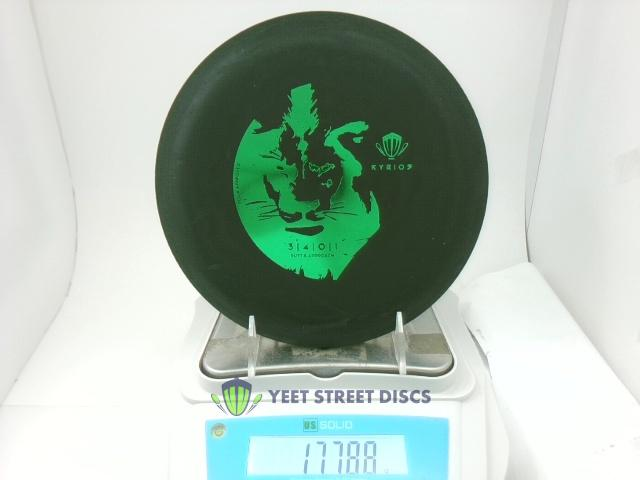 KYRIOS
3|4|0|1
PUTT & APPROACH
YEET STREET DISCS
US SOLID
177.88 g